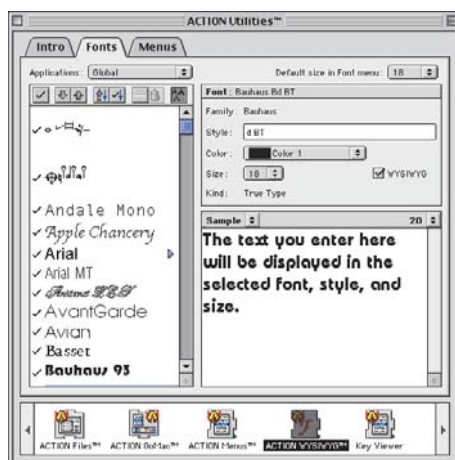 ACTION Utilities™
Intro Fonts Menus
Applications: Global
Default size in Font menu: 18
Font: Bauhaus Bd BT
Family: Bauhaus
Style: d BT
Color: Color 1
Size: 18 WYSIWYG
Kind: True Type
Andale Mono
Apple Chancery
Arial
Arial MT
AvantGarde
Avian
Basset
Bauhaus 93
Sample 20
The text you enter here
will be displayed in the
selected font, style, and
size.
ACTION Files™ ACTION GoMac™ ACTION Menus™ ACTION WYSIWYG™ Key Viewer